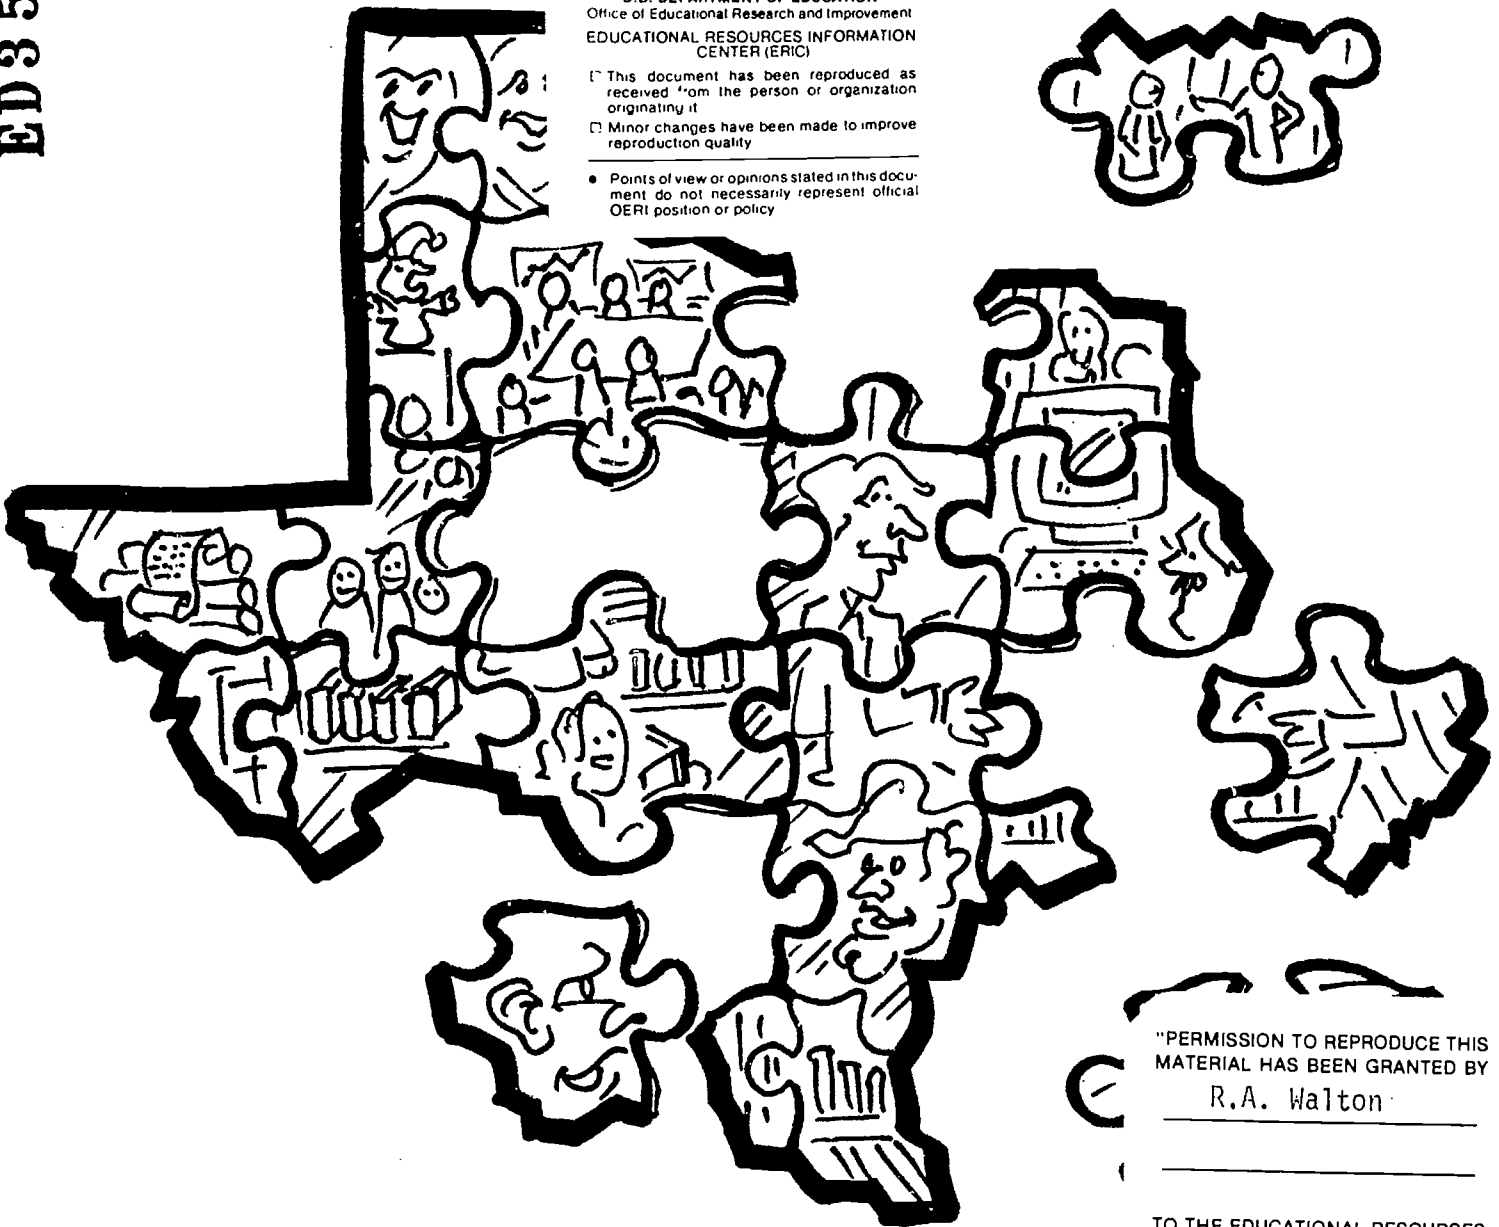 ED335
Office of Educational Research and Improvement
EDUCATIONAL RESOURCES INFORMATION
CENTER (ERIC)
This document has been reproduced as
received from the person or organization
originating it
Minor changes have been made to improve
reproduction quality
• Points of view or opinions stated in this docu-
ment do not necessarily represent official
OERI position or policy
"PERMISSION TO REPRODUCE THIS
MATERIAL HAS BEEN GRANTED BY
R.A. Walton
TO THE EDUCATIONAL RESOURCES